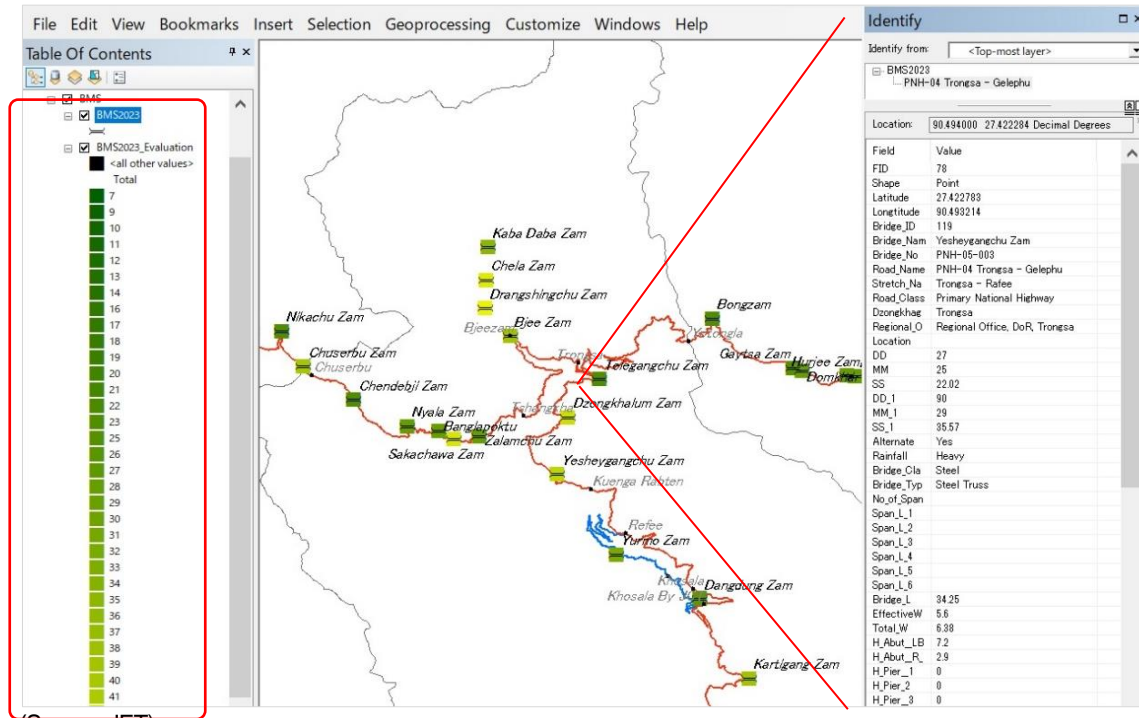 File Edit View Bookmarks Insert Selection Geoprocessing Customize Windows Help
Table Of Contents
BMS
BMS2023
BMS2023_Evaluation
<all other values>
Total
7
9
10
11
12
13
14
16
17
18
19
20
21
22
23
25
26
27
28
29
30
31
32
33
34
35
36
37
38
39
40
41
Kaba Daba Zam
Chela Zam
Drangshingchu Zam
Bjeezam
Bjee Zam
Bongzam
Yotongla
Nikachu Zam
Chuserbu Zam
Chuserbu
Trongs
Telegangchu Zam
Gaytsa Zam
Hurjee Zam
Domkhar
Chendebji Zam
Tshangkha
Dzongkhalum Zam
Nyala Zam
Banglapoktu
Zalamchu Zam
Sakachawa Zam
Yesheygangchu Zam
Kuenga Rahten
Refee
Yurmo Zam
Khosala
Dangdung Zam
Khosala By
Kartigang Zam
Identify
Identify from: <Top-most layer>
BMS2023
PNH-04 Trongsa - Gelephu
Location: 90.494000 27.422284 Decimal Degrees
Field Value
FID 78
Shape Point
Latitude 27.422783
Longtitude 90.493214
Bridge_ID 119
Bridge_Nam Yesheygangchu Zam
Bridge_No PNH-05-003
Road_Name PNH-04 Trongsa - Gelephu
Stretch_Na Trongsa - Rafee
Road_Class Primary National Highway
Dzongkhag Trongsa
Regional_O Regional Office, DoR, Trongsa
Location
DD 27
MM 25
SS 22.02
DD_1 90
MM_1 29
SS_1 35.57
Alternate Yes
Rainfall Heavy
Bridge_Cla Steel
Bridge_Typ Steel Truss
No_of_Span
Span_L_1
Span_L_2
Span_L_3
Span_L_4
Span_L_5
Span_L_6
Bridge_L 34.25
EffectiveW 5.6
Total_W 6.38
H_Abut__LB 7.2
H_Abut__R_ 2.9
H_Pier__1 0
H_Pier_2 0
H_Pier_3 0